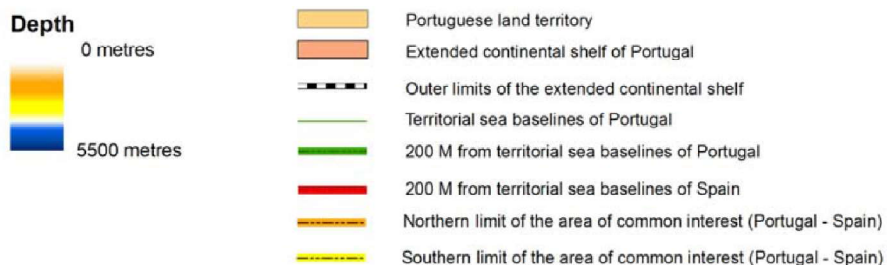 Depth
0 metres
5500 metres
Portuguese land territory
Extended continental shelf of Portugal
Outer limits of the extended continental shelf
Territorial sea baselines of Portugal
200 M from territorial sea baselines of Portugal
200 M from territorial sea baselines of Spain
Northern limit of the area of common interest (Portugal - Spain)
Southern limit of the area of common interest (Portugal - Spain)